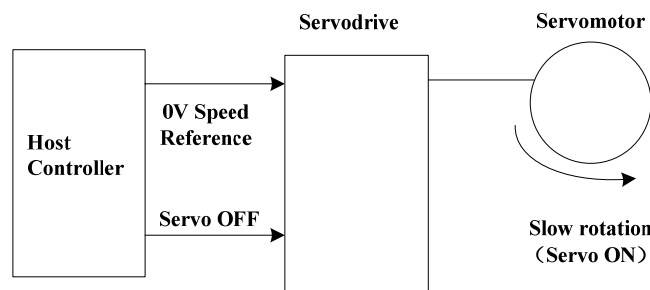 Servodrive
Servomotor
0V Speed
Reference
Host
Controller
Servo OFF
Slow rotation
（Servo ON）